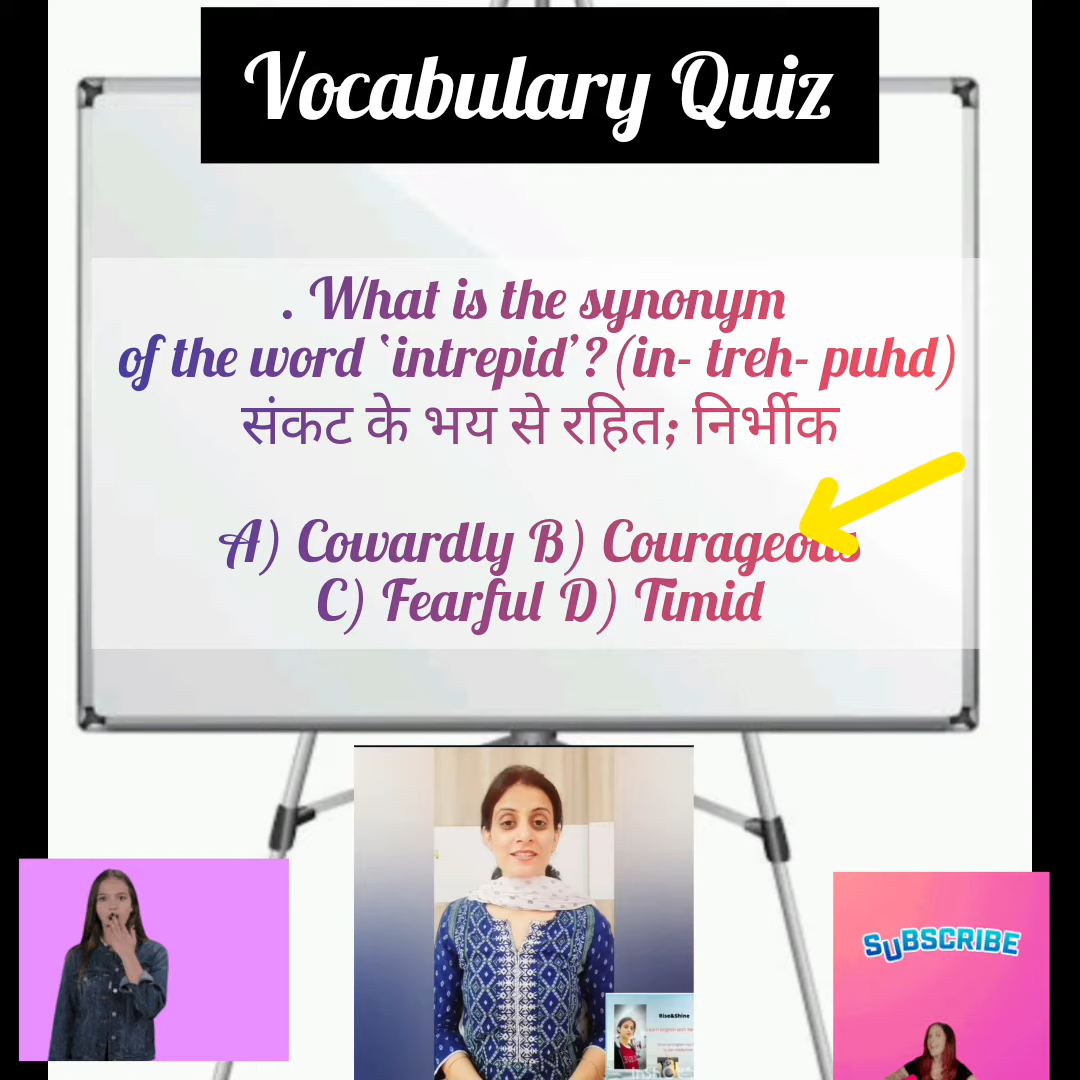 Vocabulary Quiz
. What is the synonym
of the word ‘intrepid’?(in- treh- puhd)
संकट के भय से रहित; निर्भीक
A) Cowardly B) Courageous
C) Fearful D) Timid
SUBSCRIBE
Rise&Shine